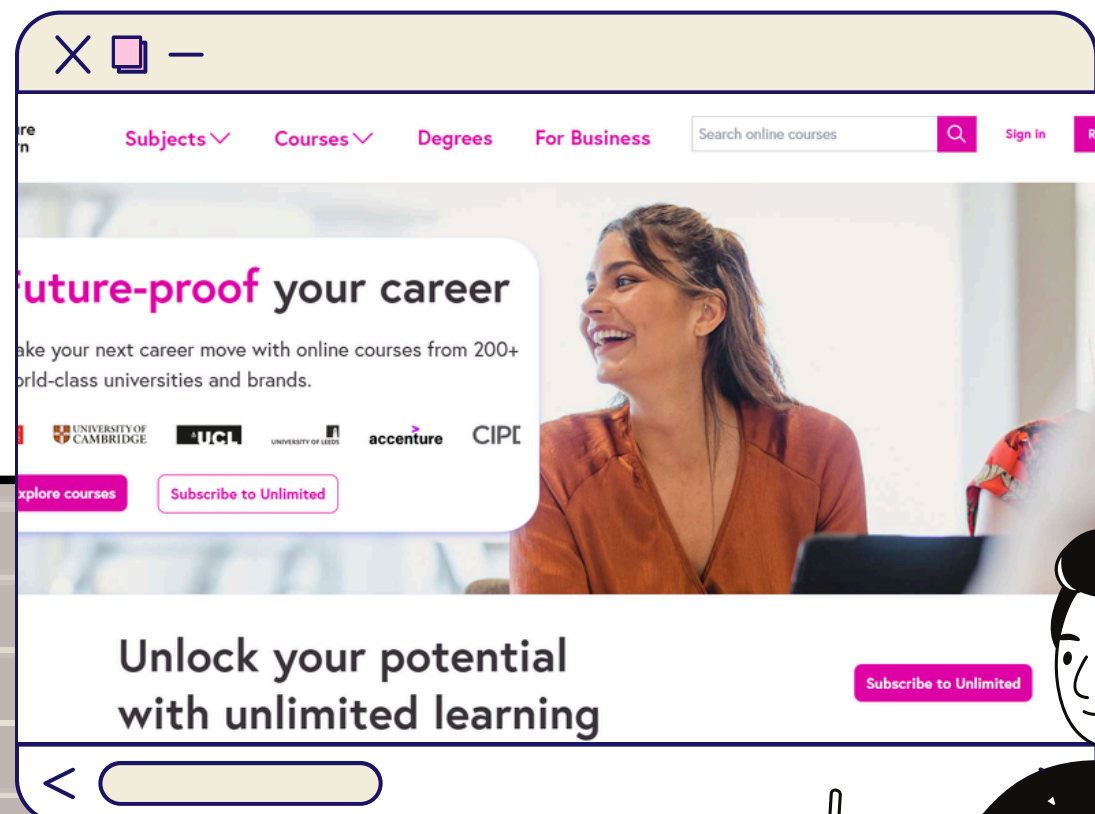 ure
rn
Subjects
Courses
Degrees
For Business
Search online courses
Sign in
R
uture-proof your career
ake your next career move with online courses from 200+
orld-class universities and brands.
UNIVERSITY OF
CAMBRIDGE
UCL
UNIVERSITY OF LEEDS
accenture
CIPD
xplore courses
Subscribe to Unlimited
Unlock your potential
with unlimited learning
Subscribe to Unlimited